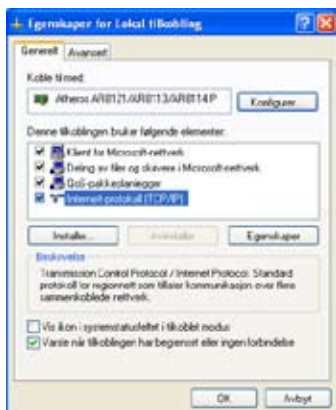 Egenskaper for Lokal tilkobling
Generelt
Avansert
Koble til med:
Atheros AR8121/AR8113/AR8114 P
Konfigurer...
Denne tilkoblingen bruker følgende elementer:
Klient for Microsoft-nettverk
Deling av filer og skrivere i Microsoft-nettverk
QoS-pakkeplanlegger
Internet-protokoll (TCP/IP)
Installer...
Avinstaller
Egenskaper
Beskrivelse
Transmission Control Protocol / Internet Protocol. Standard
protokoll for regionnett som tillater kommunikasjon over flere
sammenkoblede nettverk.
Vis ikon i systemstatusfeltet i tilkoblet modus
Varsle når tilkoblingen har begrenset eller ingen forbindelse
OK
Avbryt